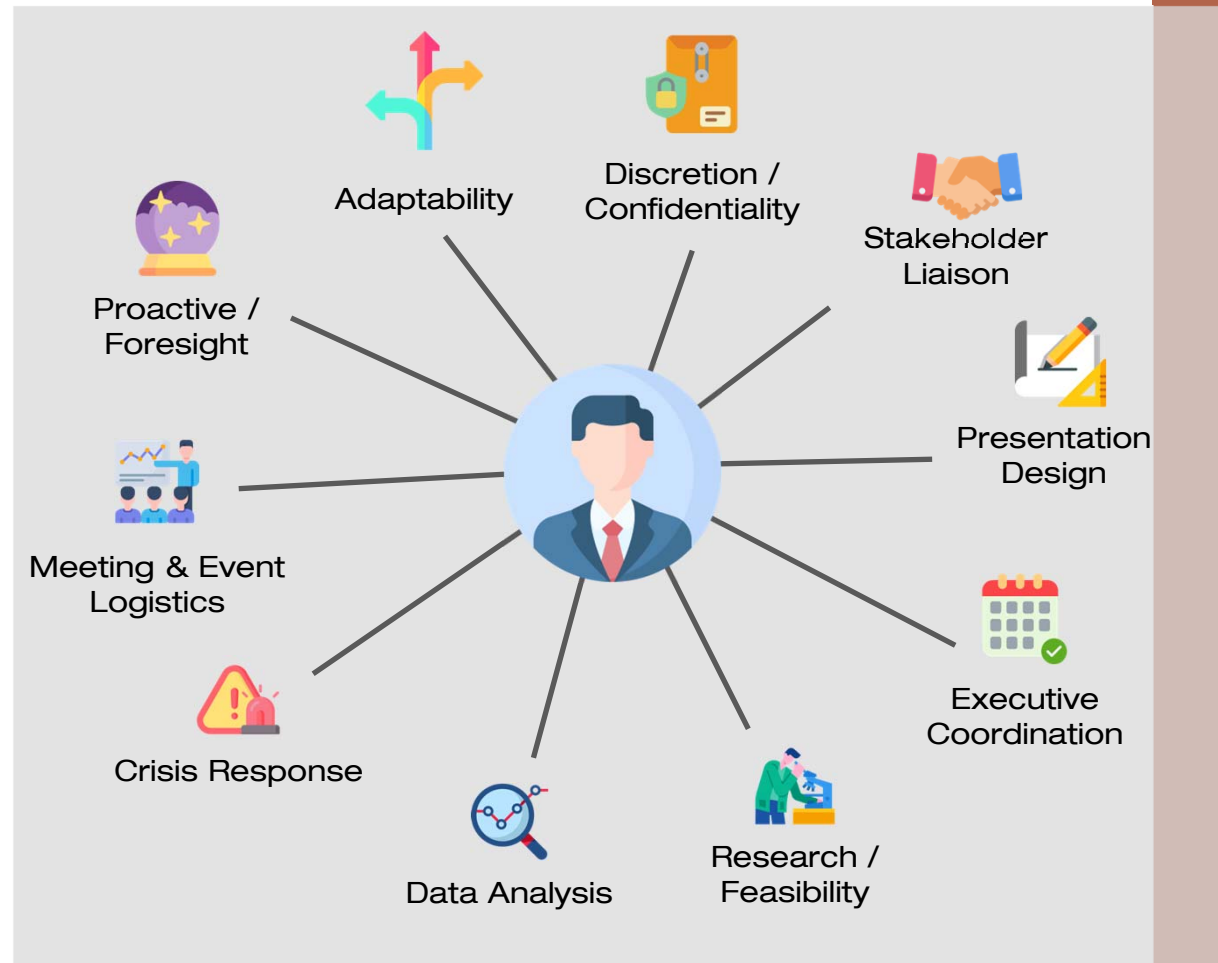 Adaptability
Discretion /
Confidentiality
Stakeholder
Liaison
Proactive /
Foresight
Presentation
Design
Meeting & Event
Logistics
Executive
Coordination
Crisis Response
Research /
Feasibility
Data Analysis